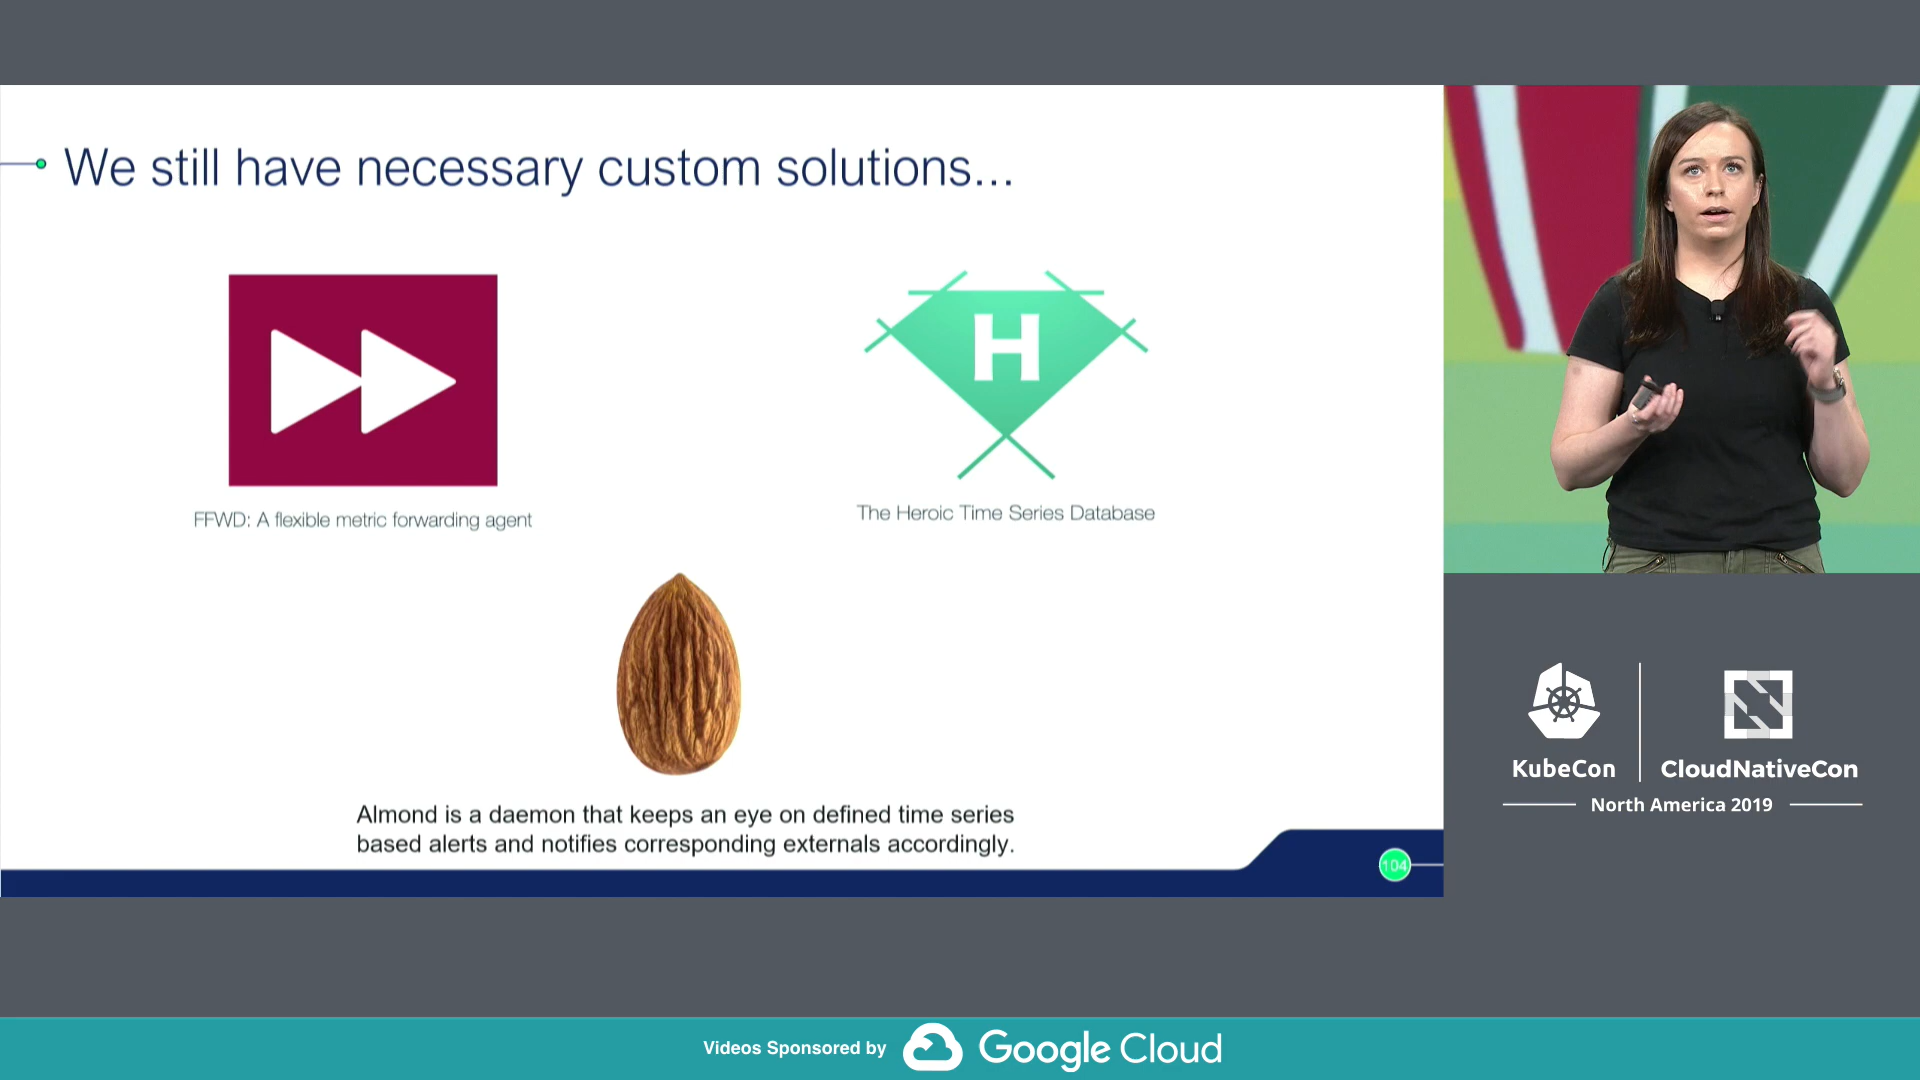 We still have necessary custom solutions...
H
FFWD: A flexible metric forwarding agent
The Heroic Time Series Database
Almond is a daemon that keeps an eye on defined time series
based alerts and notifies corresponding externals accordingly.
104
KubeCon
CloudNativeCon
North America 2019
Videos Sponsored by
Google Cloud